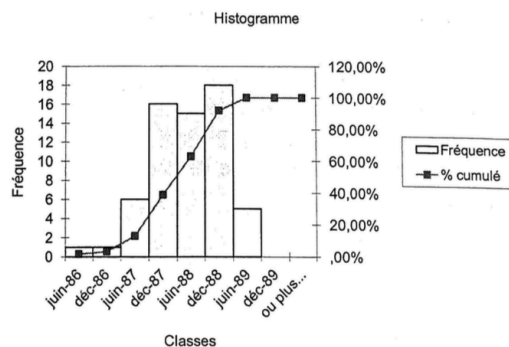 Histogramme
Fréquence
20
18
16
14
12
10
8
6
4
2
0
120,00%
100,00%
80,00%
60,00%
40,00%
20,00%
,00%
juin-86
déc-86
juin-87
déc-87
juin-88
déc-88
juin-89
déc-89
ou plus...
Classes
Fréquence
% cumulé